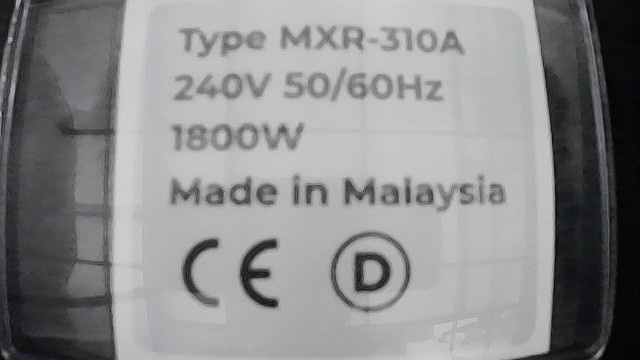 Type MXR-310A
240V 50/60Hz
1800W
Made in Malaysia
CE D